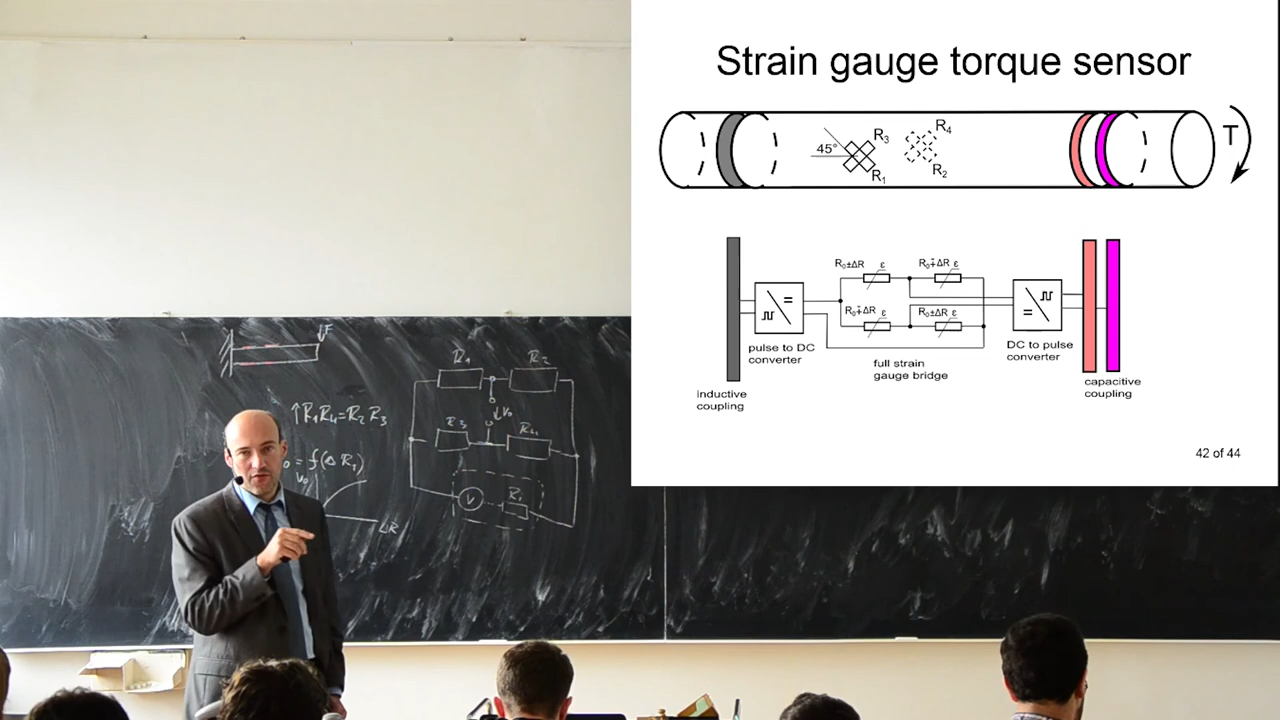 Strain gauge torque sensor
45°
R3
R1
R4
R2
T
R0±ΔR ε
R0∓ΔR ε
R0∓ΔR ε
R0±ΔR ε
=
=
pulse to DC
converter
full strain
gauge bridge
DC to pulse
converter
inductive
coupling
capacitive
coupling
42 of 44
F
R1
R2
↑R1R4=R2R3
V0
R3
R4
= f(ΔR1)
V0
ΔR
V